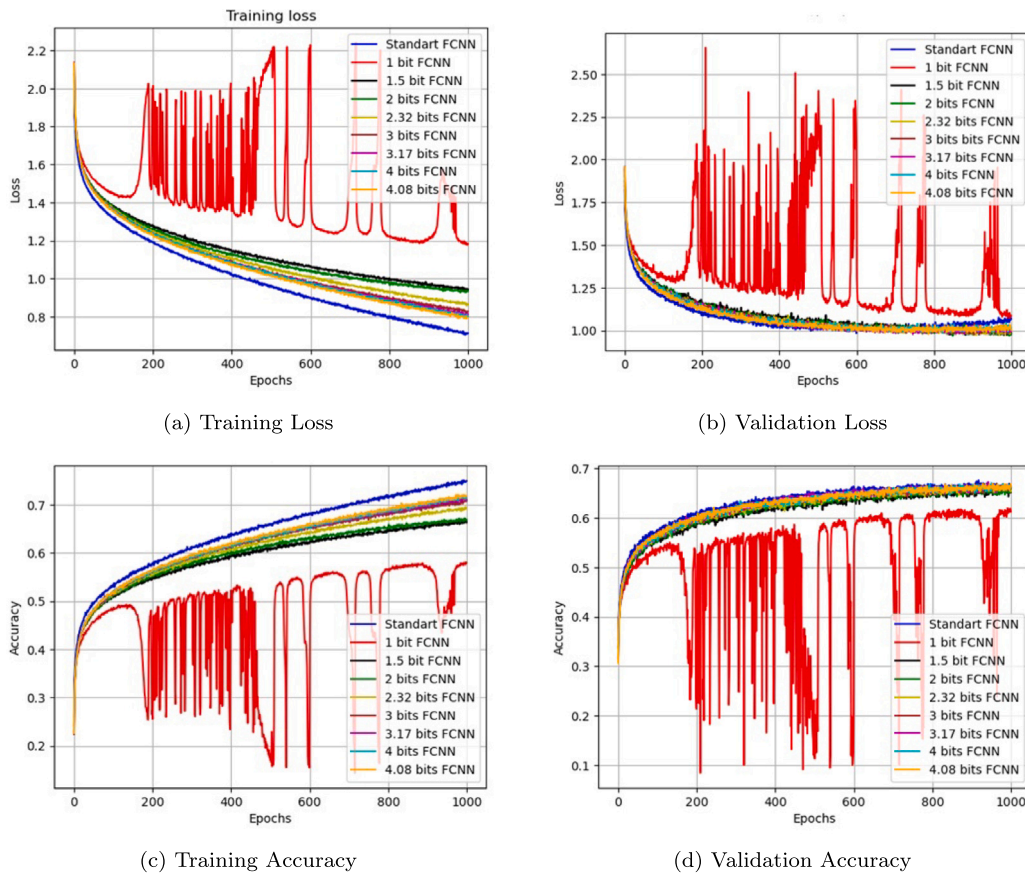 Training loss
Loss
2.2
2.0
1.8
1.6
1.4
1.2
1.0
0.8
0
200
400
600
800
1000
Epochs
Standart FCNN
1 bit FCNN
1.5 bit FCNN
2 bits FCNN
2.32 bits FCNN
3 bits FCNN
3.17 bits FCNN
4 bits FCNN
4.08 bits FCNN
(a) Training Loss
Loss
2.50
2.25
2.00
1.75
1.50
1.25
1.00
0
200
400
600
800
1000
Epochs
Standart FCNN
1 bit FCNN
1.5 bit FCNN
2 bits FCNN
2.32 bits FCNN
3 bits bits FCNN
3.17 bits FCNN
4 bits FCNN
4.08 bits FCNN
(b) Validation Loss
Accuracy
0.7
0.6
0.5
0.4
0.3
0.2
0
200
400
600
800
1000
Epochs
Standart FCNN
1 bit FCNN
1.5 bit FCNN
2 bits FCNN
2.32 bits FCNN
3 bits FCNN
3.17 bits FCNN
4 bits FCNN
4.08 bits FCNN
(c) Training Accuracy
Accuracy
0.7
0.6
0.5
0.4
0.3
0.2
0.1
0
200
400
600
800
1000
Epochs
Standart FCNN
1 bit FCNN
1.5 bit FCNN
2 bits FCNN
2.32 bits FCNN
3 bits FCNN
3.17 bits FCNN
4 bits FCNN
4.08 bits FCNN
(d) Validation Accuracy